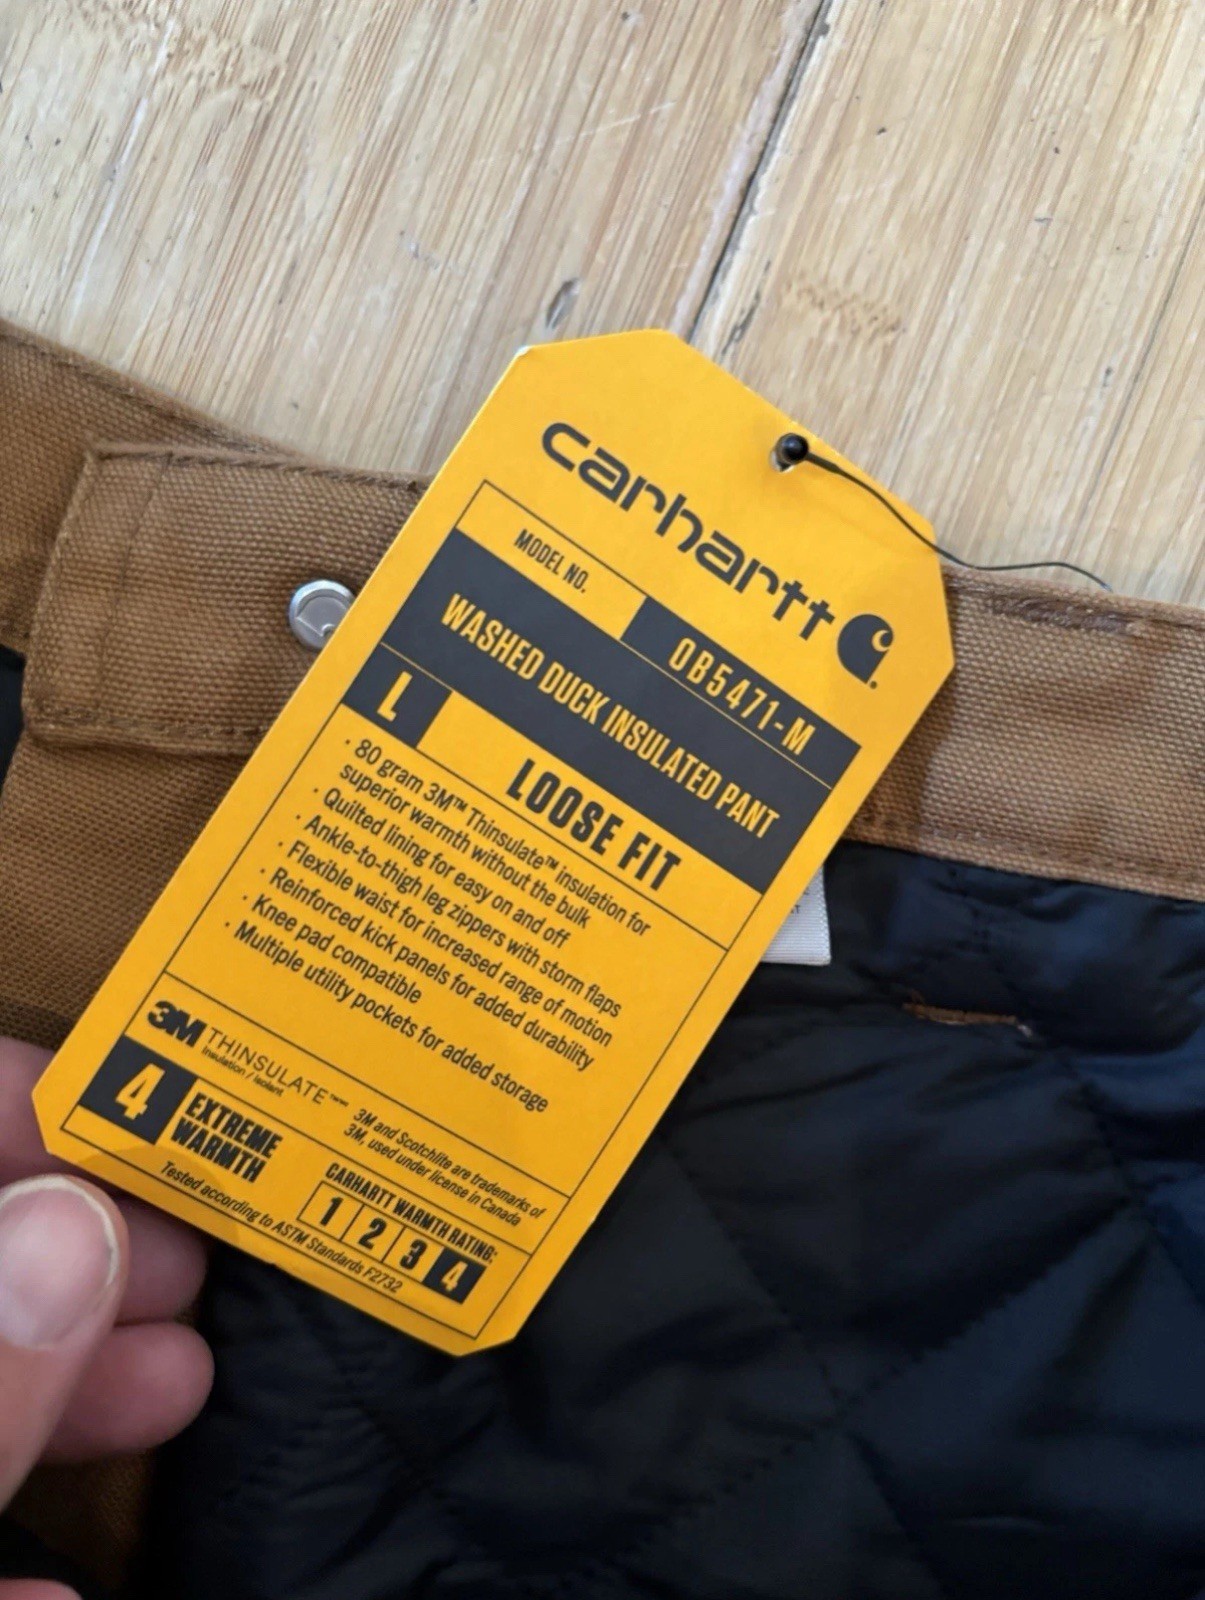 carhartt
MODEL NO. 0B5471-M
WASHED DUCK INSULATED PANT
L LOOSE FIT
· 80 gram 3M™ Thinsulate™ insulation for
superior warmth without the bulk
· Quilted lining for easy on and off
· Ankle-to-thigh leg zippers with storm flaps
· Flexible waist for increased range of motion
· Reinforced kick panels for added durability
· Knee pad compatible
· Multiple utility pockets for added storage
3M THINSULATE™
Insulation / Isolant
3M and Scotchlite are trademarks of
3M, used under license in Canada
4 EXTREME
WARMTH
CARHARTT WARMTH RATING:
1 2 3 4
Tested according to ASTM Standards F2732